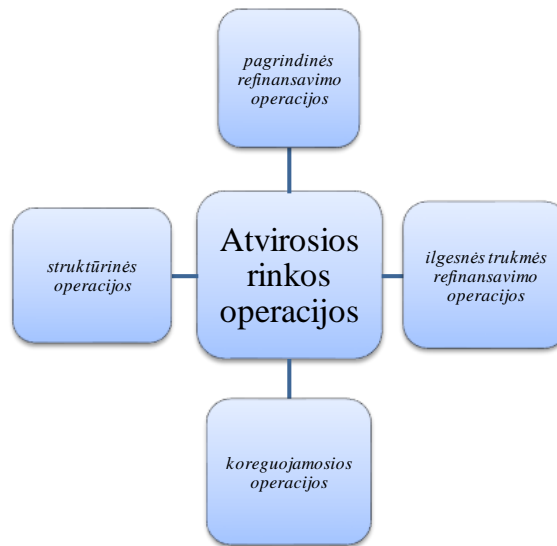 pagrindinės
refinansavimo
operacijos
struktūrinės
operacijos
Atvirosios
rinkos
operacijos
ilgesnės trukmės
refinansavimo
operacijos
koreguojamosios
operacijos